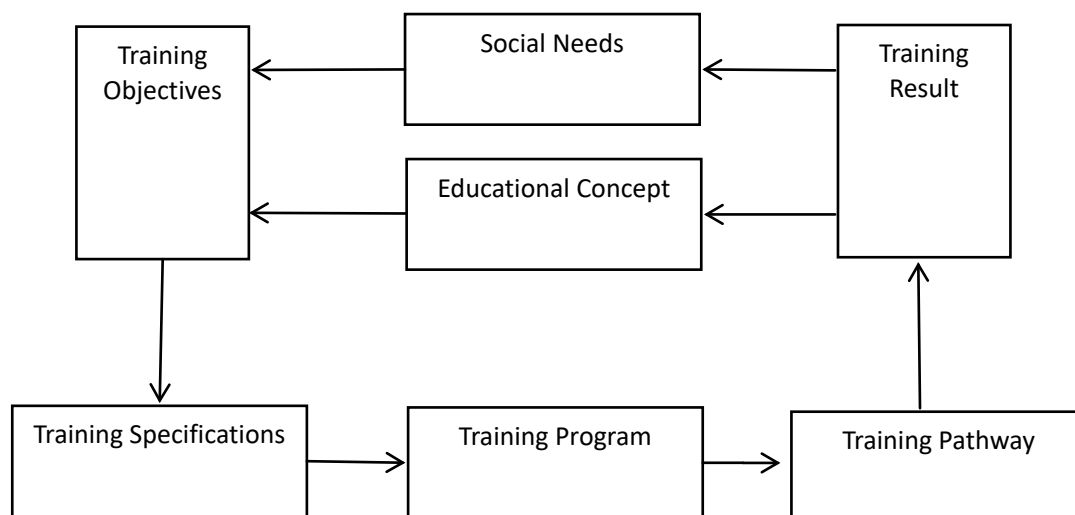 Training
Objectives
Social Needs
Training
Result
Educational Concept
Training Specifications
Training Program
Training Pathway